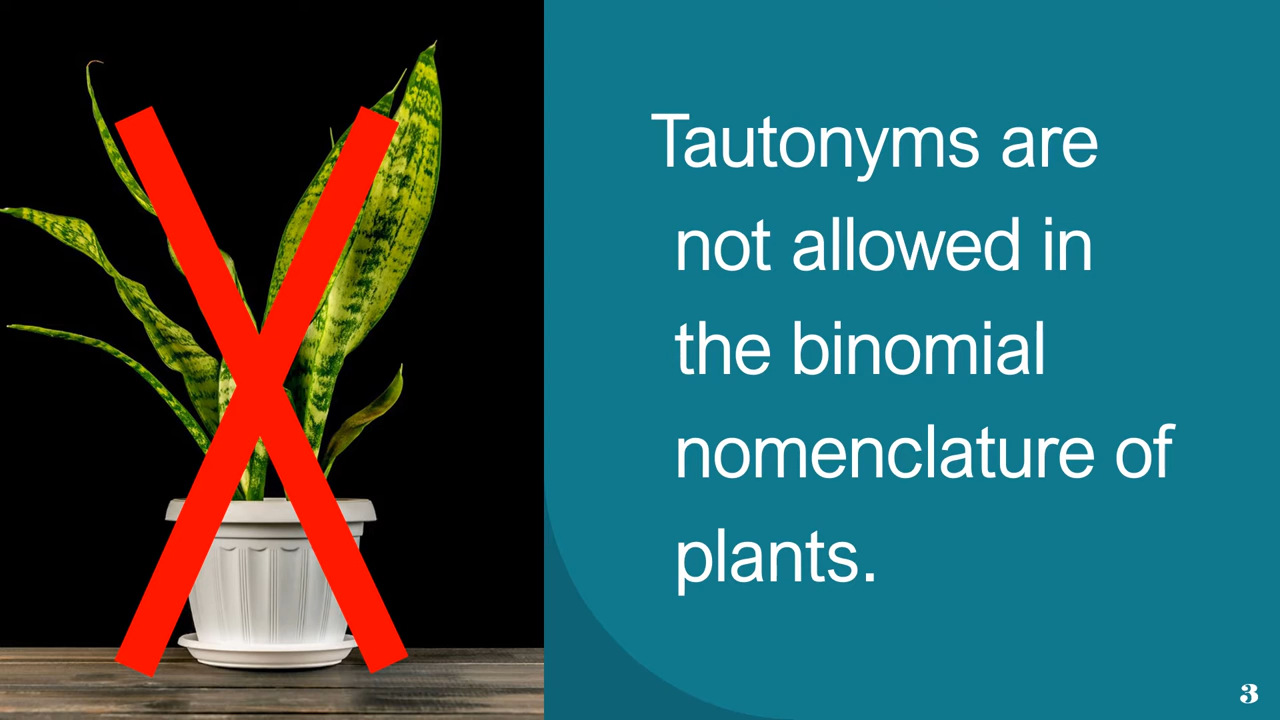 Tautonyms are
not allowed in
the binomial
nomenclature of
plants.
3